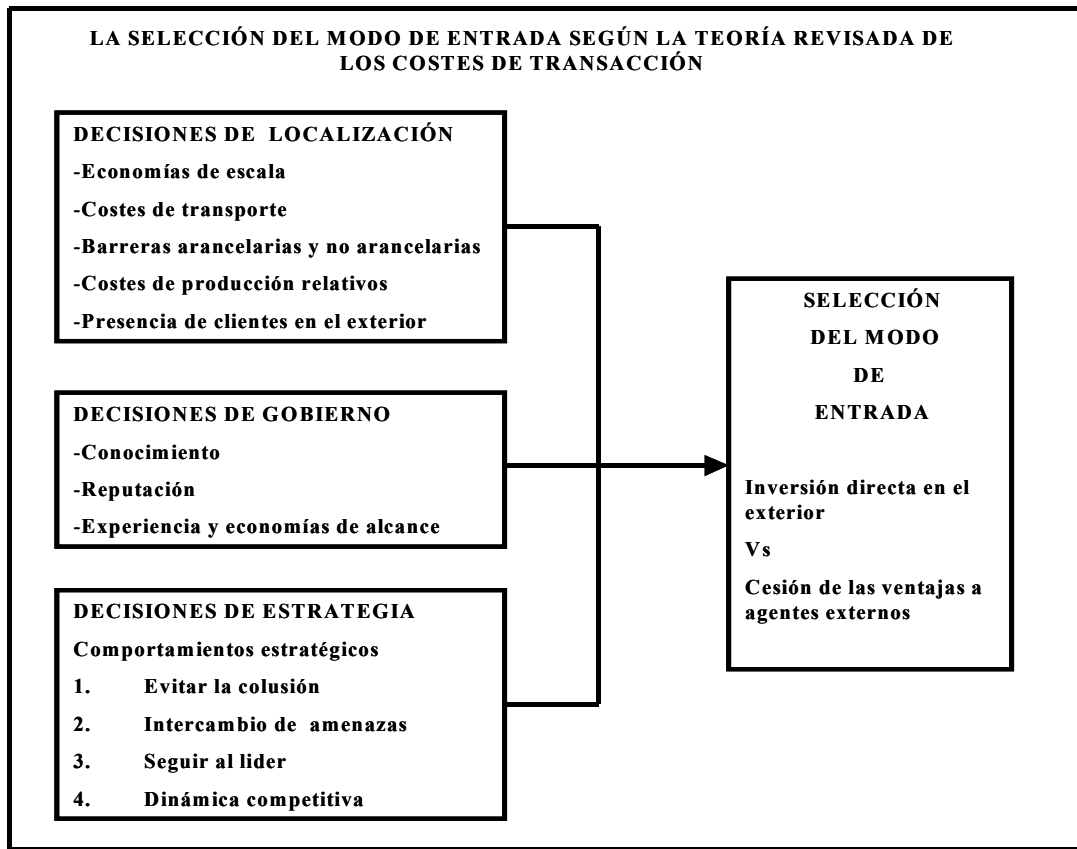 LA SELECCIÓN DEL MODO DE ENTRADA SEGÚN LA TEORÍA REVISADA DE
LOS COSTES DE TRANSACCIÓN
DECISIONES DE LOCALIZACIÓN
-Economías de escala
-Costes de transporte
-Barreras arancelarias y no arancelarias
-Costes de producción relativos
-Presencia de clientes en el exterior
DECISIONES DE GOBIERNO
-Conocimiento
-Reputación
-Experiencia y economías de alcance
DECISIONES DE ESTRATEGIA
Comportamientos estratégicos
1. Evitar la colusión
2. Intercambio de amenazas
3. Seguir al lider
4. Dinámica competitiva
SELECCIÓN
DEL MODO
DE
ENTRADA
Inversión directa en el
exterior
Vs
Cesión de las ventajas a
agentes externos